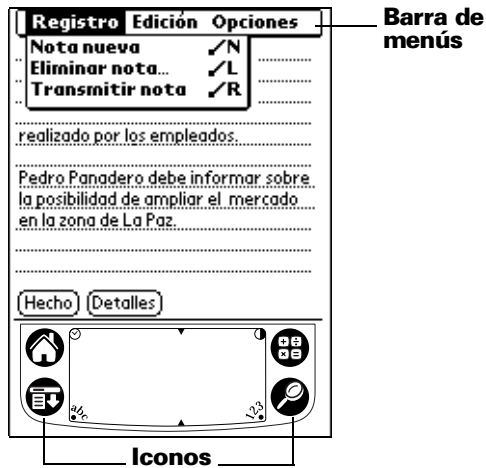 Registro Edición Opciones
Barra de
menús
Nota nueva /N
Eliminar nota... /L
Transmitir nota /R
realizado por los empleados.
Pedro Panadero debe informar sobre
la posibilidad de ampliar el mercado
en la zona de La Paz.
Hecho Detalles
abc 123
Iconos